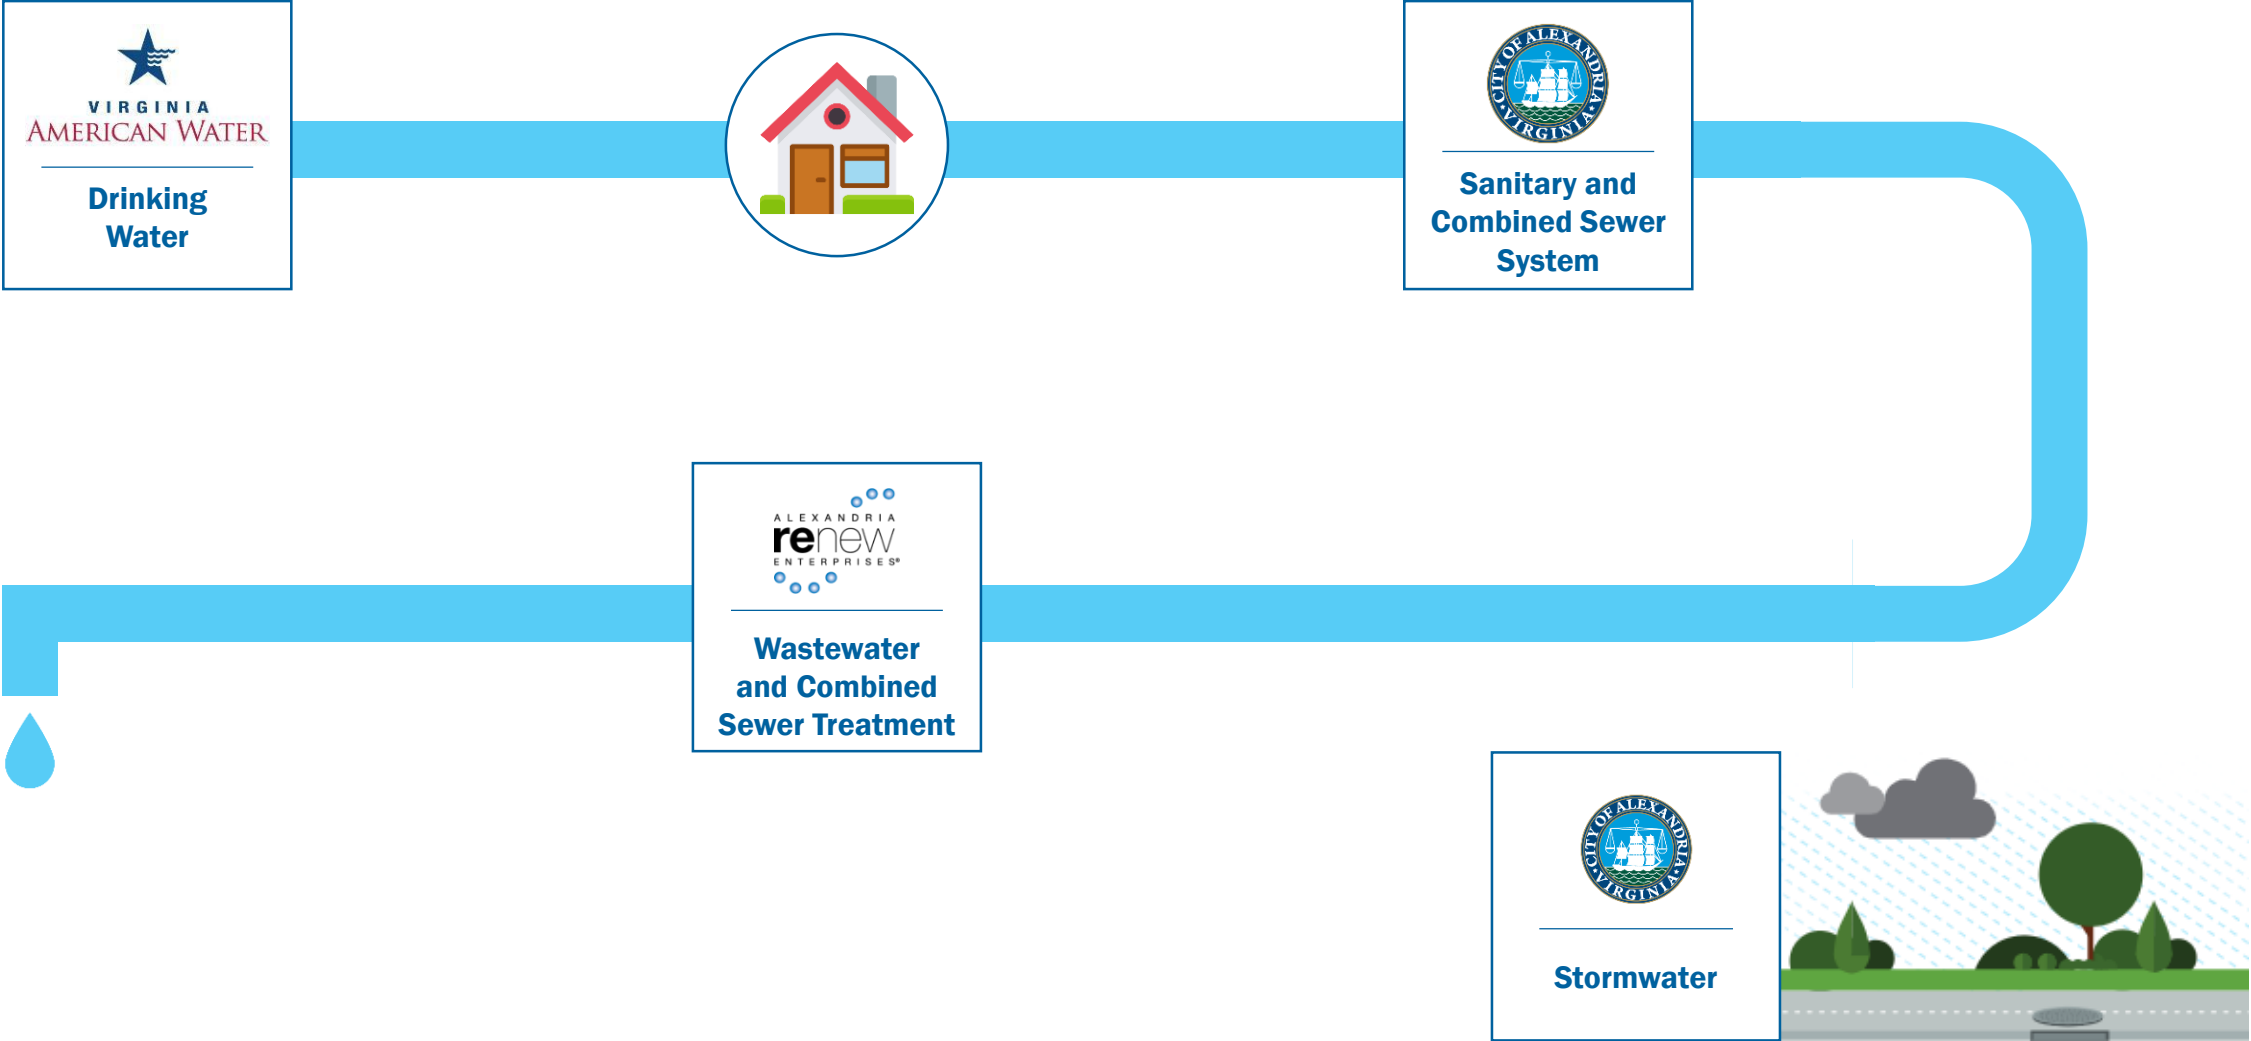 VIRGINIA
AMERICAN WATER
Drinking
Water
CITY OF ALEXANDRIA
VIRGINIA
Sanitary and
Combined Sewer
System
ALEXANDRIA
renew
ENTERPRISES®
Wastewater
and Combined
Sewer Treatment
CITY OF ALEXANDRIA
VIRGINIA
Stormwater